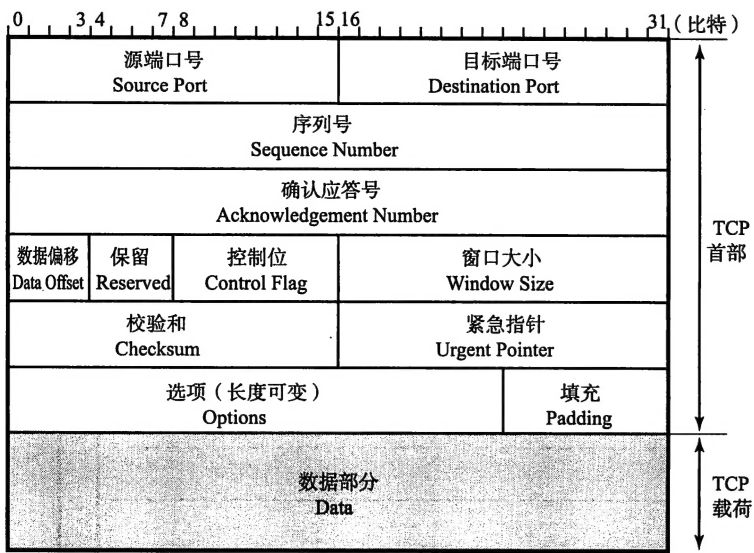 0 3 4 7 8 15 16 31 (比特)
源端口号 目标端口号
Source Port Destination Port
序列号
Sequence Number
确认应答号
Acknowledgement Number
TCP
首部
数据偏移 保留 控制位 窗口大小
Data Offset Reserved Control Flag Window Size
校验和 紧急指针
Checksum Urgent Pointer
选项（长度可变） 填充
Options Padding
数据部分
Data
TCP
载荷